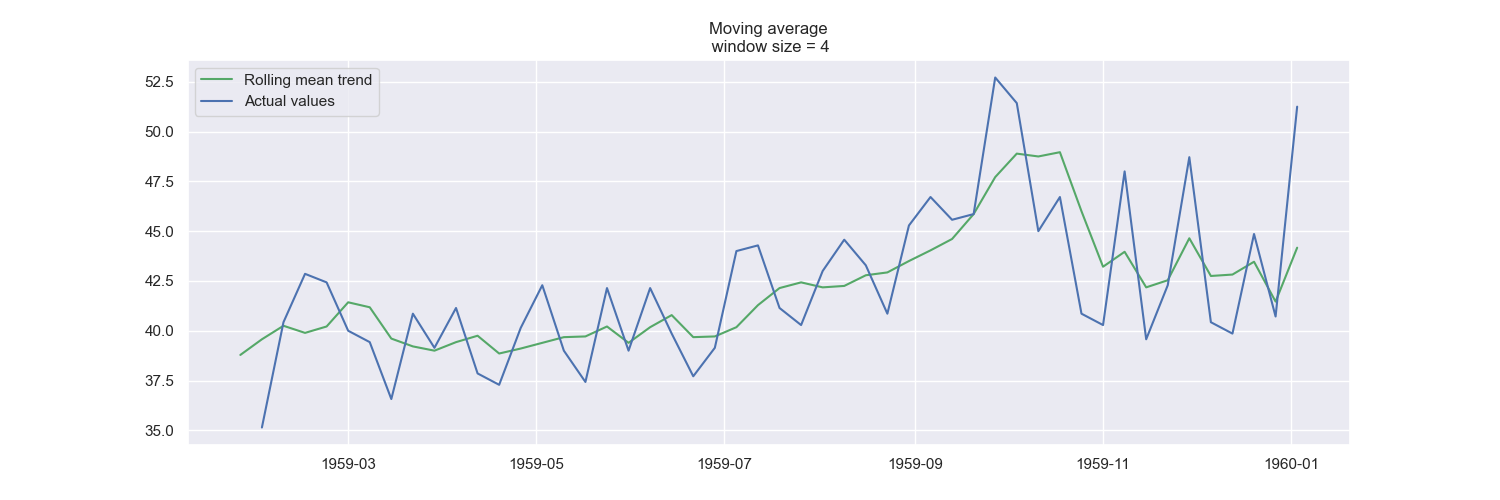 Moving average
window size = 4
Rolling mean trend
Actual values
52.5
50.0
47.5
45.0
42.5
40.0
37.5
35.0
1959-03 1959-05 1959-07 1959-09 1959-11 1960-01